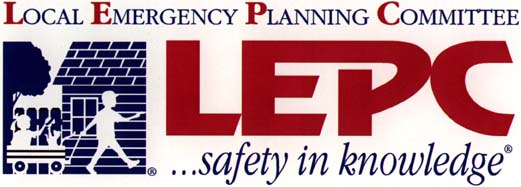 LOCAL EMERGENCY PLANNING COMMITTEE
LEPC
®
...safety in knowledge®